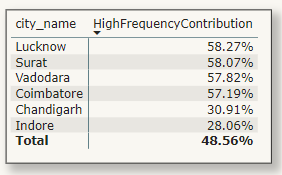 city_name HighFrequencyContribution
Lucknow 58.27%
Surat 58.07%
Vadodara 57.82%
Coimbatore 57.19%
Chandigarh 30.91%
Indore 28.06%
Total 48.56%